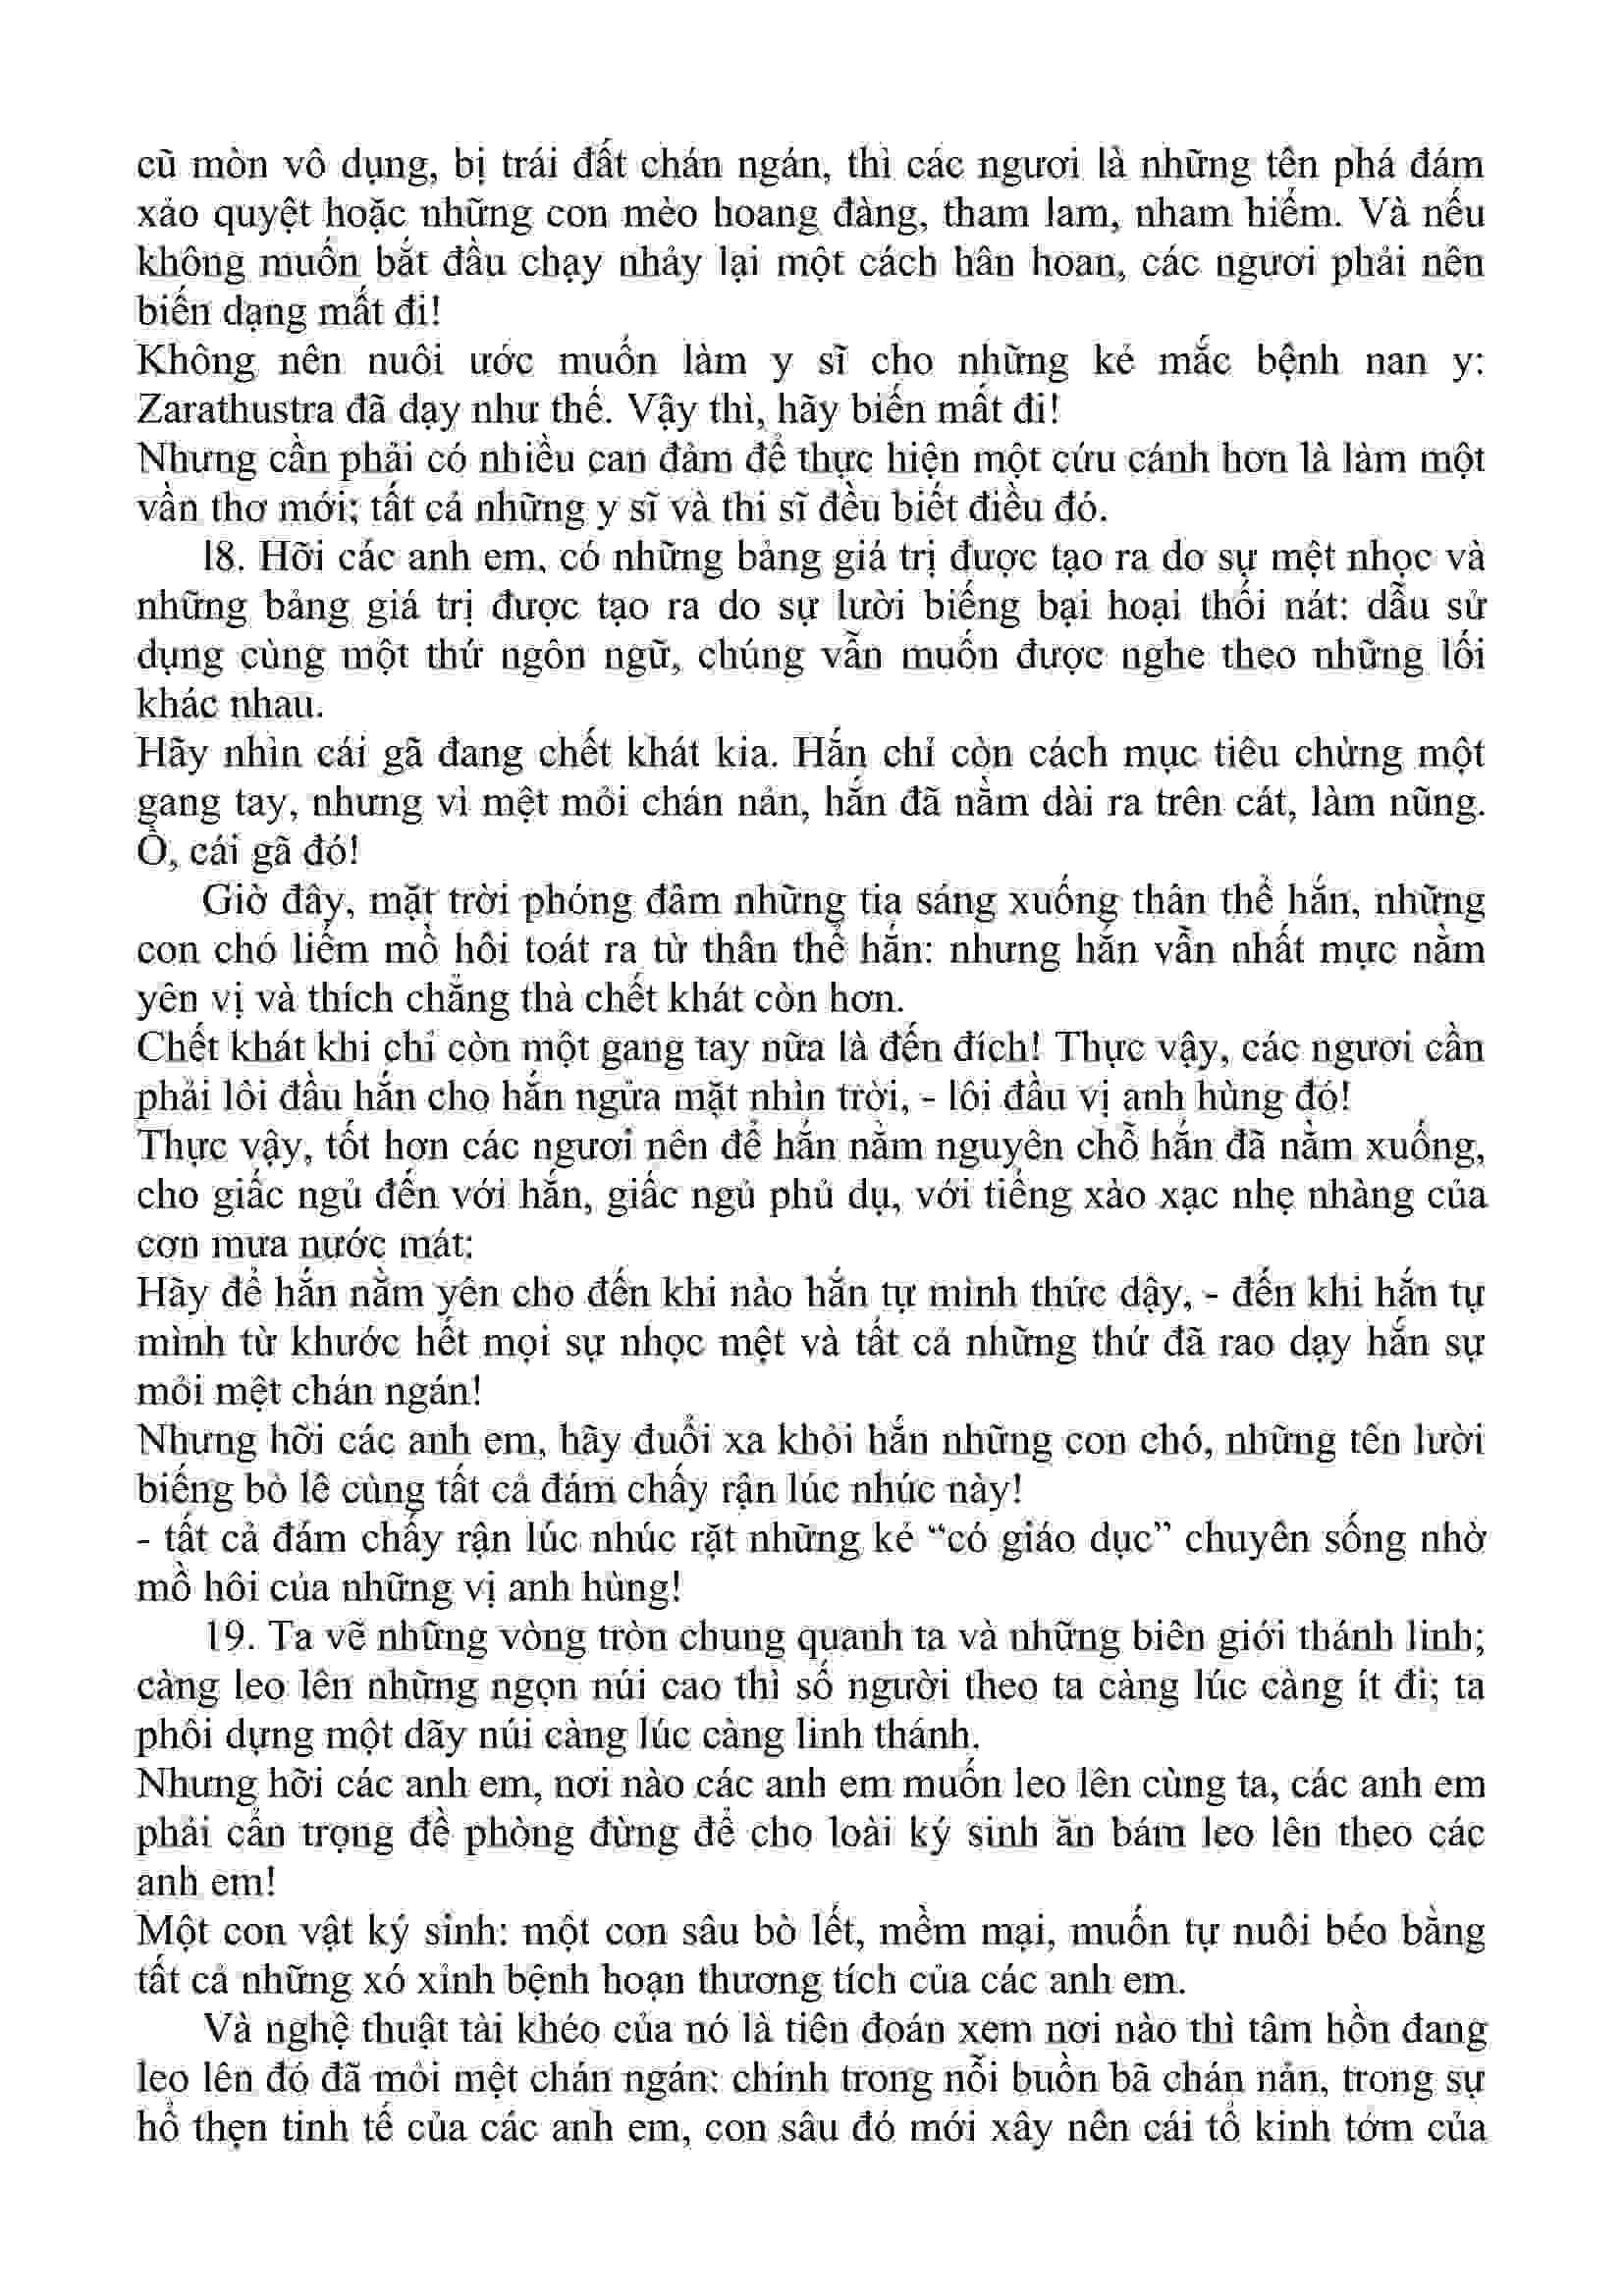 cũ mòn vô dụng, bị trái đất chán ngán, thì các ngươi là những tên phá đám
xảo quyệt hoặc những con mèo hoang đàng, tham lam, nham hiểm. Và nếu
không muốn bắt đầu chạy nhảy lại một cách hân hoan, các ngươi phải nên
biến dạng mất đi!
Không nên nuôi ước muốn làm y sĩ cho những kẻ mắc bệnh nan y:
Zarathustra đã dạy như thế. Vậy thì, hãy biến mất đi!
Nhưng cần phải có nhiều can đảm để thực hiện một cứu cánh hơn là làm một
vần thơ mới; tất cả những y sĩ và thi sĩ đều biết điều đó.
18. Hỡi các anh em, có những bảng giá trị được tạo ra do sự mệt nhọc và
những bảng giá trị được tạo ra do sự lười biếng bại hoại thối nát: dẫu sử
dụng cùng một thứ ngôn ngữ, chúng vẫn muốn được nghe theo những lối
khác nhau.
Hãy nhìn cái gã đang chết khát kia. Hắn chỉ còn cách mục tiêu chừng một
gang tay, nhưng vì mệt mỏi chán nản, hắn đã nằm dài ra trên cát, làm nũng.
Ồ, cái gã đó!
Giờ đây, mặt trời phóng đâm những tia sáng xuống thân thể hắn, những
con chó liếm mồ hôi toát ra từ thân thể hắn: nhưng hắn vẫn nhất mực nằm
yên vị và thích chẳng thà chết khát còn hơn.
Chết khát khi chỉ còn một gang tay nữa là đến đích! Thực vậy, các ngươi cần
phải lôi đầu hắn cho hắn ngửa mặt nhìn trời, - lôi đầu vị anh hùng đó!
Thực vậy, tốt hơn các ngươi nên để hắn nằm nguyên chỗ hắn đã nằm xuống,
cho giấc ngủ đến với hắn, giấc ngủ phủ dụ, với tiếng xào xạc nhẹ nhàng của
cơn mưa nước mát:
Hãy để hắn nằm yên cho đến khi nào hắn tự mình thức dậy, - đến khi hắn tự
mình từ khước hết mọi sự nhọc mệt và tất cả những thứ đã rao dạy hắn sự
mỏi mệt chán ngán!
Nhưng hỡi các anh em, hãy đuổi xa khỏi hắn những con chó, những tên lười
biếng bò lê cùng tất cả đám chấy rận lúc nhúc này!
- tất cả đám chấy rận lúc nhúc rặt những kẻ “có giáo dục” chuyên sống nhờ
mồ hôi của những vị anh hùng!
19. Ta vẽ những vòng tròn chung quanh ta và những biên giới thánh linh;
càng leo lên những ngọn núi cao thì số người theo ta càng lúc càng ít đi; ta
phôi dựng một dãy núi càng lúc càng linh thánh.
Nhưng hỡi các anh em, nơi nào các anh em muốn leo lên cùng ta, các anh em
phải cẩn trọng đề phòng đừng để cho loài ký sinh ăn bám leo lên theo các
anh em!
Một con vật ký sinh: một con sâu bò lết, mềm mại, muốn tự nuôi béo bằng
tất cả những xó xỉnh bệnh hoạn thương tích của các anh em.
Và nghệ thuật tài khéo của nó là tiên đoán xem nơi nào thì tâm hồn đang
leo lên đó đã mỏi mệt chán ngán: chính trong nỗi buồn bã chán nản, trong sự
hổ thẹn tinh tế của các anh em, con sâu đó mới xây nên cái tổ kinh tởm của